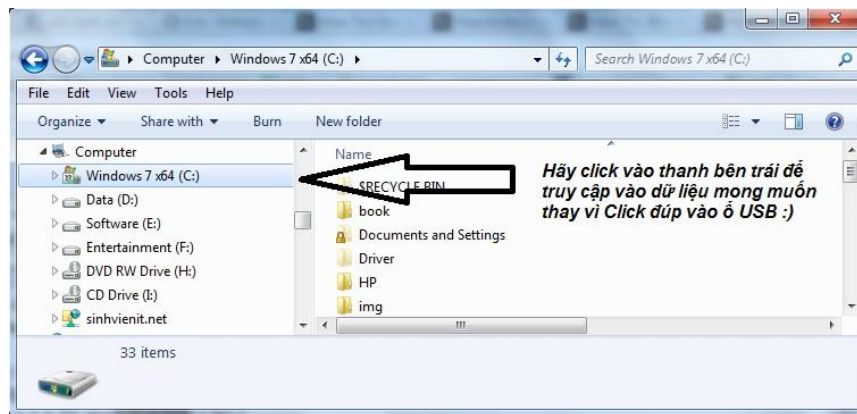 Computer ▸ Windows 7 x64 (C:) ▸
Search Windows 7 x64 (C:)
File Edit View Tools Help
Organize Share with Burn New folder
Computer
Windows 7 x64 (C:)
Data (D:)
Software (E:)
Entertainment (F:)
DVD RW Drive (H:)
CD Drive (I:)
sinhvienit.net
Name
$RECYCLE.BIN
book
Documents and Settings
Driver
HP
img
Hãy click vào thanh bên trái để
truy cập vào dữ liệu mong muốn
thay vì Click đúp vào ổ USB :)
33 items